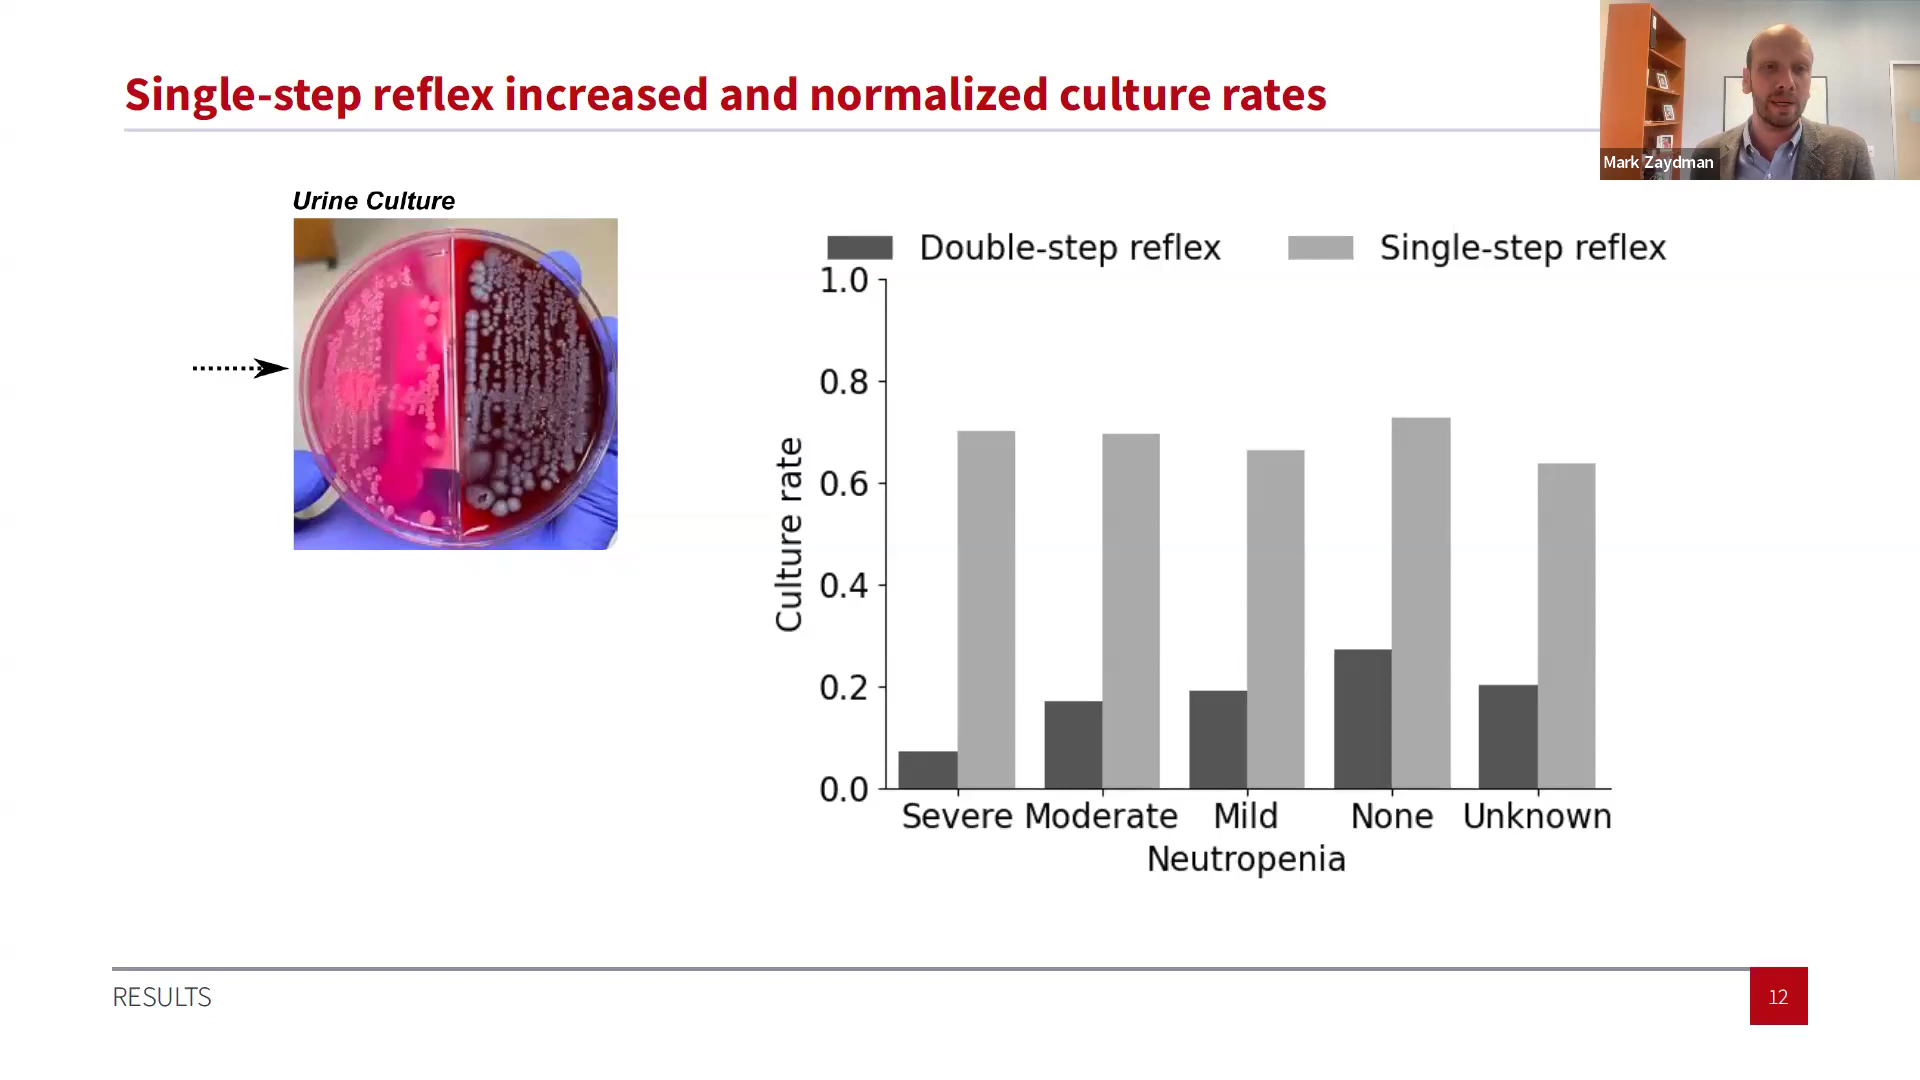 Single-step reflex increased and normalized culture rates
Mark Zaydman
Urine Culture
Double-step reflex
Single-step reflex
1.0
0.8
0.6
0.4
0.2
0.0
Culture rate
Severe
Moderate
Mild
None
Unknown
Neutropenia
RESULTS
12